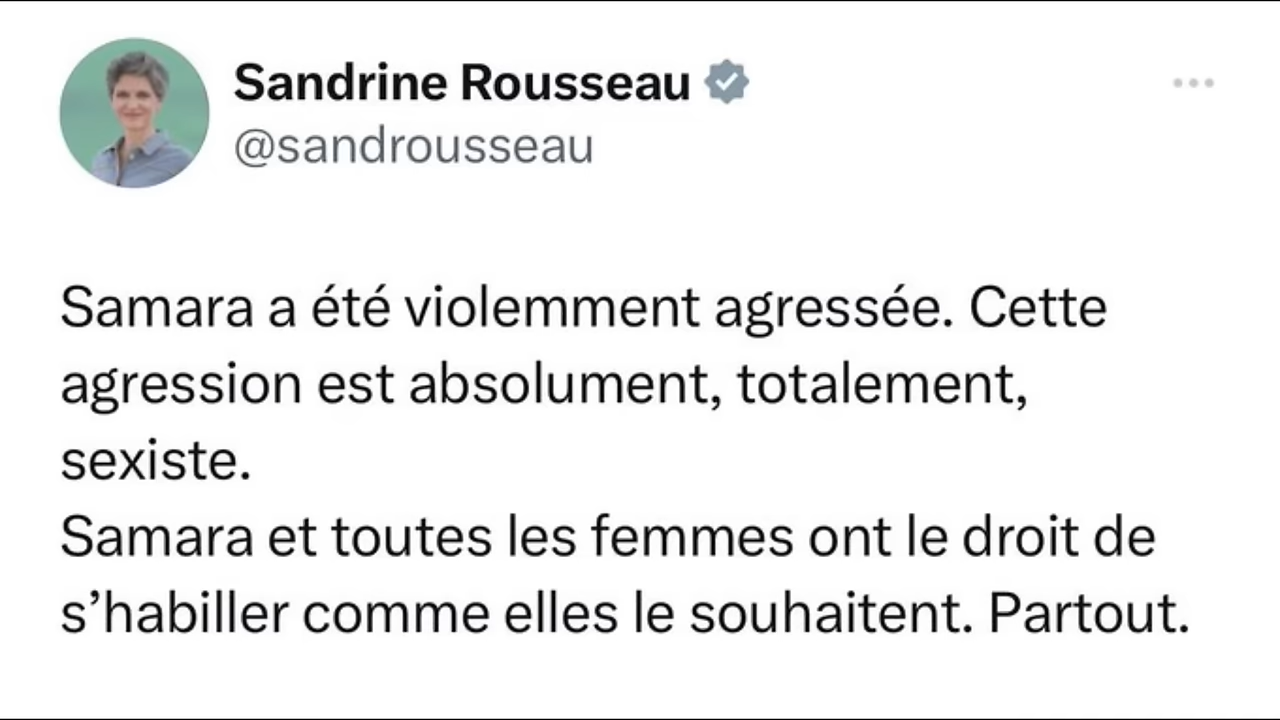 Sandrine Rousseau
@sandrousseau
Samara a été violemment agressée. Cette
agression est absolument, totalement,
sexiste.
Samara et toutes les femmes ont le droit de
s’habiller comme elles le souhaitent. Partout.